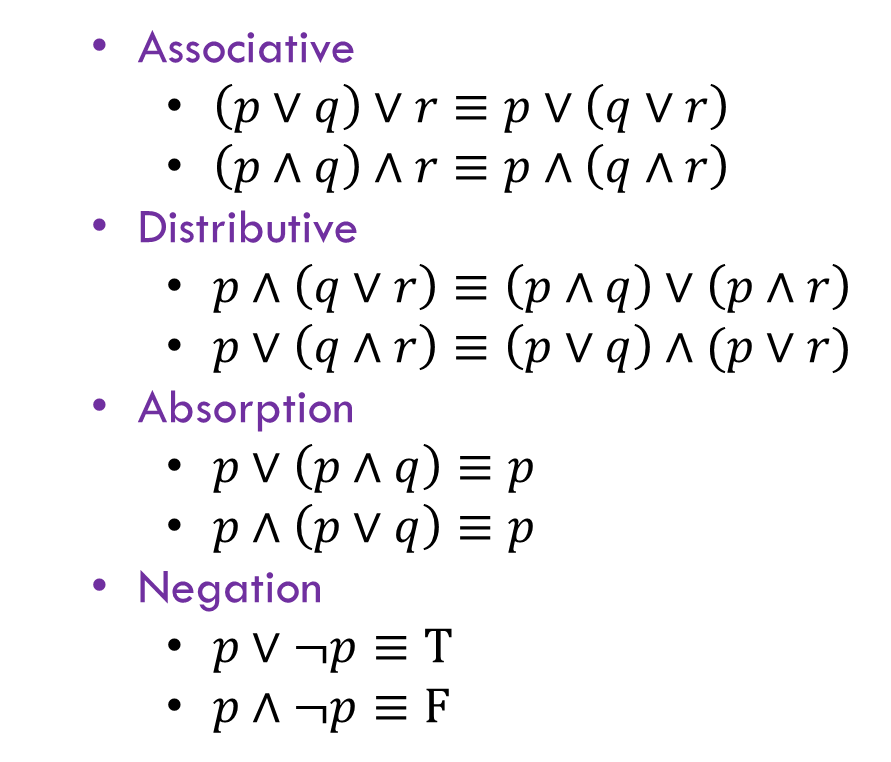 • Associative
• (p ∨ q) ∨ r ≡ p ∨ (q ∨ r)
• (p ∧ q) ∧ r ≡ p ∧ (q ∧ r)
• Distributive
• p ∧ (q ∨ r) ≡ (p ∧ q) ∨ (p ∧ r)
• p ∨ (q ∧ r) ≡ (p ∨ q) ∧ (p ∨ r)
• Absorption
• p ∨ (p ∧ q) ≡ p
• p ∧ (p ∨ q) ≡ p
• Negation
• p ∨ ¬p ≡ T
• p ∧ ¬p ≡ F